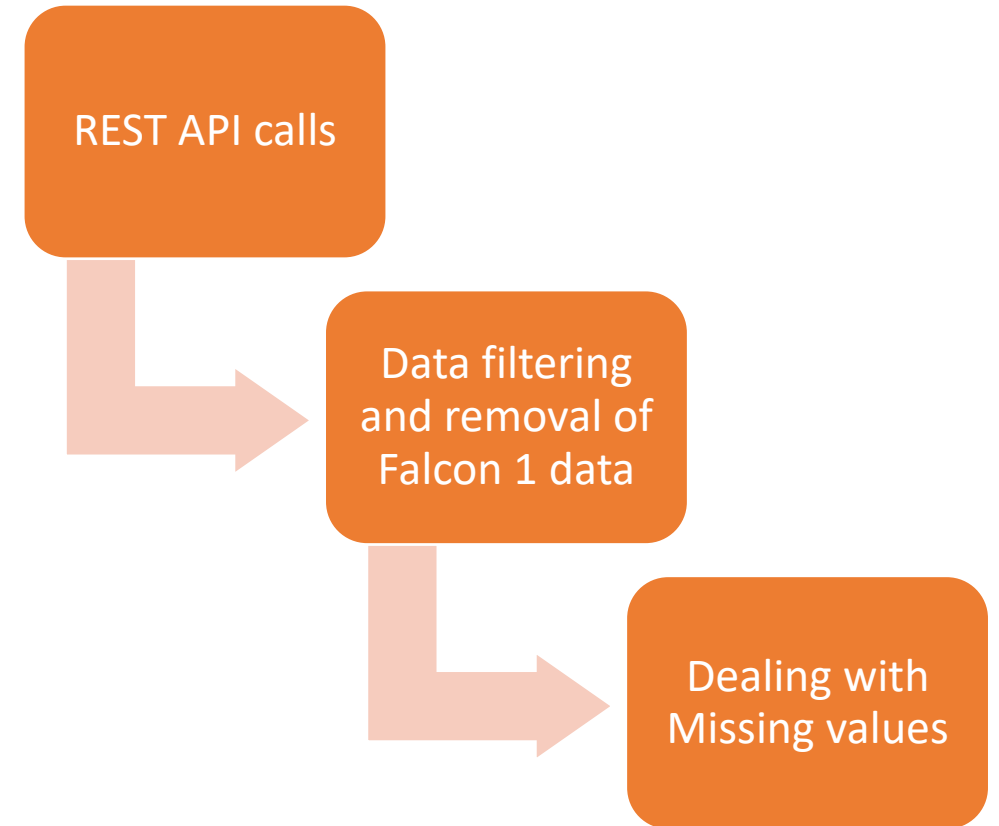 REST API calls
Data filtering
and removal of
Falcon 1 data
Dealing with
Missing values